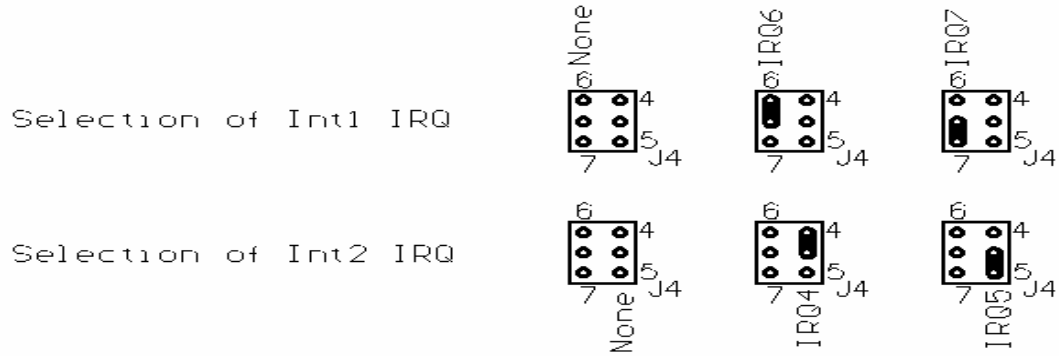 None IRQ6 IRQ7
6 6 6
4 4 4
Selection of Int1 IRQ
5 5 5
7 J4 7 J4 7 J4
6 6 6
4 4 4
Selection of Int2 IRQ
5 5 5
7 J4 7 J4 7 J4
None IRQ4 IRQ5